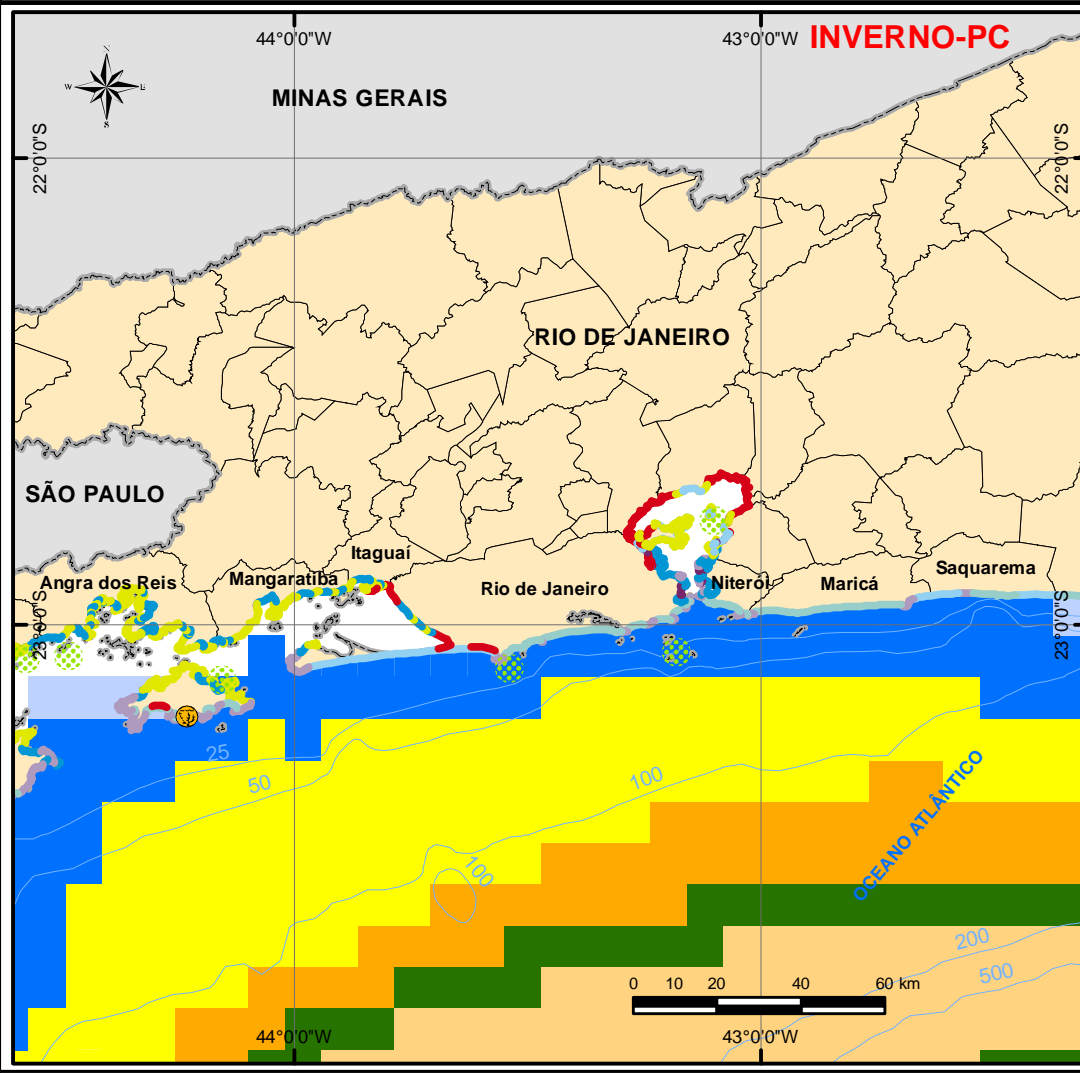 44°0'0"W
43°0'0"W
INVERNO-PC
N
W
E
S
MINAS GERAIS
22°0'0"S
22°0'0"S
RIO DE JANEIRO
SÃO PAULO
Itaguaí
Angra dos Reis
Mangaratiba
Rio de Janeiro
Niterói
Maricá
Saquarema
23°0'0"S
23°0'0"S
25
50
100
100
OCEANO ATLÂNTICO
200
500
0 10 20 40 60 km
44°0'0"W
43°0'0"W